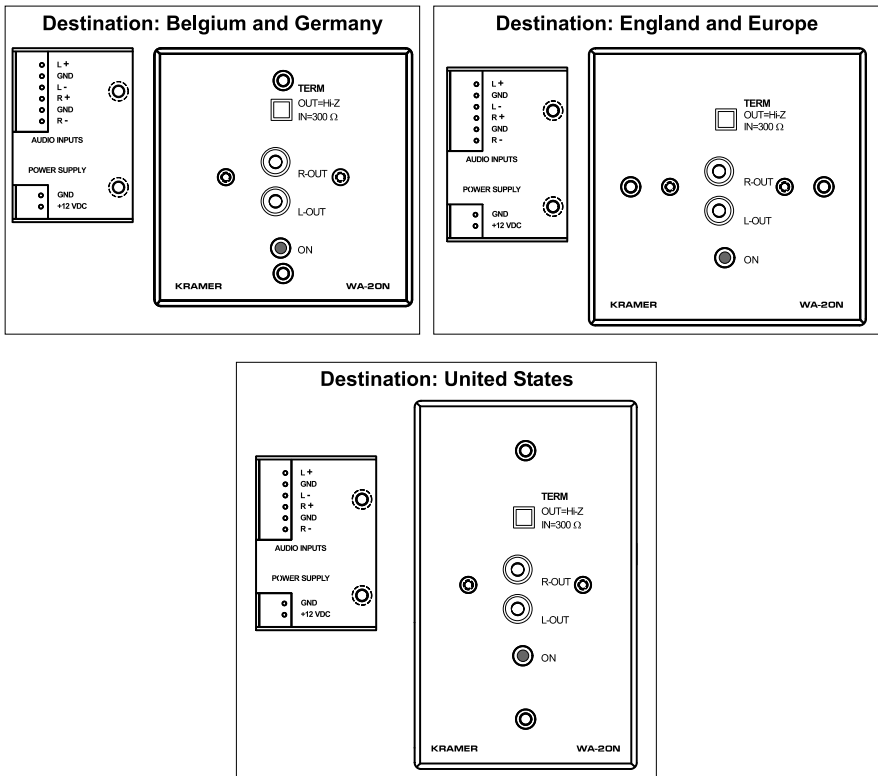 Destination: Belgium and Germany
L +
GND
L -
R +
GND
R -
AUDIO INPUTS
POWER SUPPLY
GND
+12 VDC
TERM
OUT=Hi-Z
IN=300 Ω
R-OUT
L-OUT
ON
KRAMER
WA-20N
Destination: England and Europe
L +
GND
L -
R +
GND
R -
AUDIO INPUTS
POWER SUPPLY
GND
+12 VDC
TERM
OUT=Hi-Z
IN=300 Ω
R-OUT
L-OUT
ON
KRAMER
WA-20N
Destination: United States
L +
GND
L -
R +
GND
R -
AUDIO INPUTS
POWER SUPPLY
GND
+12 VDC
TERM
OUT=Hi-Z
IN=300 Ω
R-OUT
L-OUT
ON
KRAMER
WA-20N